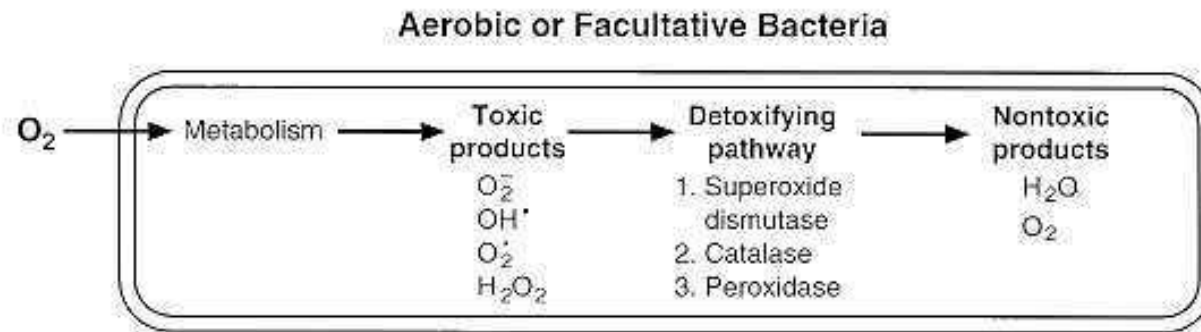 Aerobic or Facultative Bacteria
O₂ Metabolism
Toxic
products
O₂⁻
OH•
O₂•
H₂O₂
Detoxifying
pathway
1. Superoxide
dismutase
2. Catalase
3. Peroxidase
Nontoxic
products
H₂O
O₂